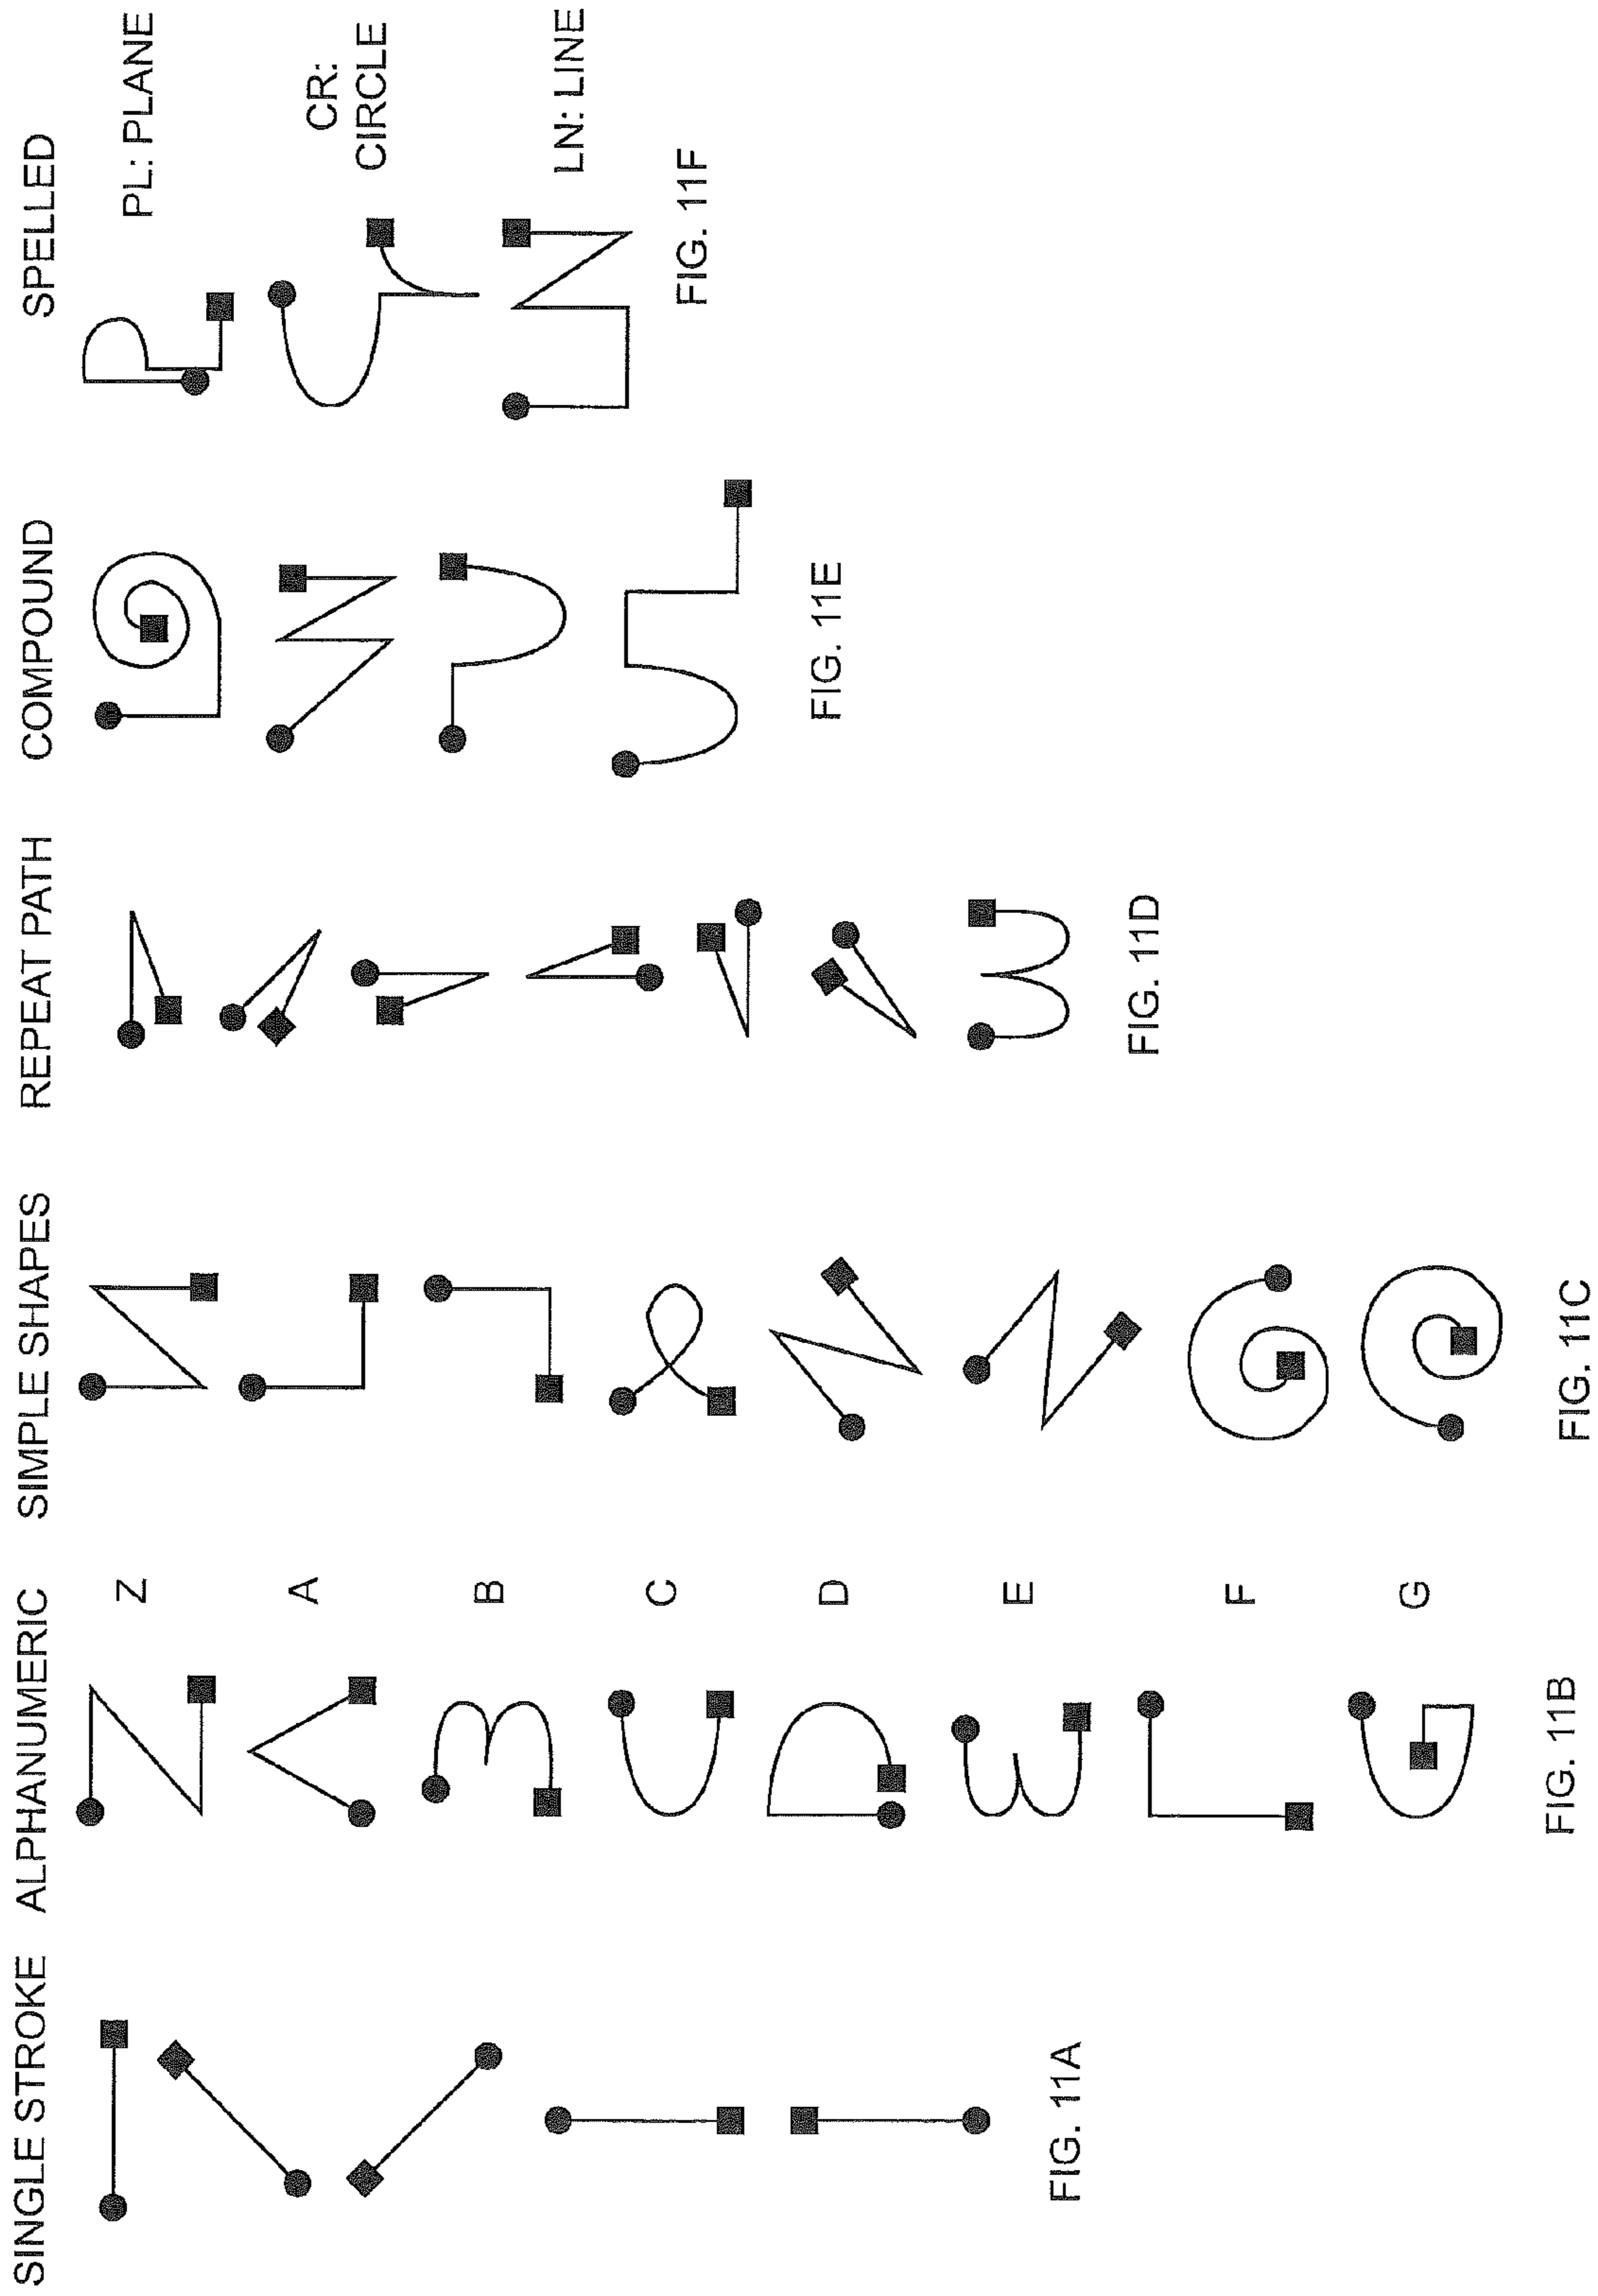 SINGLE STROKE
FIG. 11A
ALPHANUMERIC
Z
A
B
C
D
E
F
G
FIG. 11B
SIMPLE SHAPES
FIG. 11C
REPEAT PATH
FIG. 11D
COMPOUND
FIG. 11E
SPELLED
PL: PLANE
CR:
CIRCLE
LN: LINE
FIG. 11F